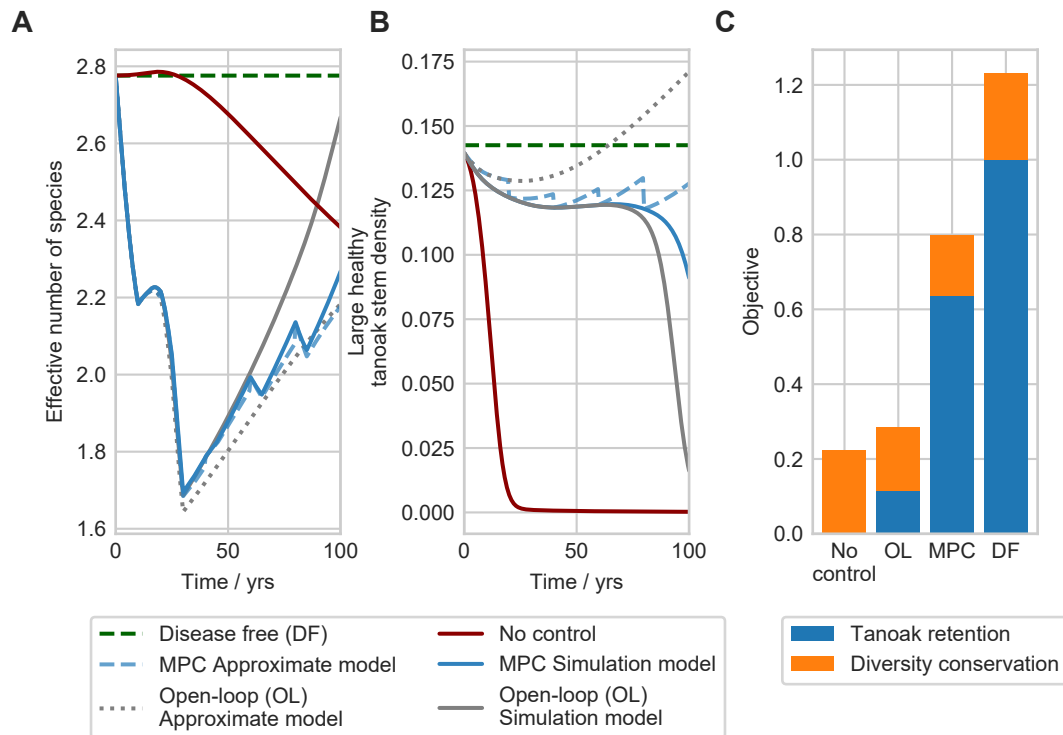 A
B
C
Effective number of species
2.8
2.6
2.4
2.2
2.0
1.8
1.6
0
50
100
Time / yrs
Large healthy
tanoak stem density
0.175
0.150
0.125
0.100
0.075
0.050
0.025
0.000
0
50
100
Time / yrs
Objective
1.2
1.0
0.8
0.6
0.4
0.2
0.0
No
control
OL
MPC
DF
Disease free (DF)
MPC Approximate model
Open-loop (OL)
Approximate model
No control
MPC Simulation model
Open-loop (OL)
Simulation model
Tanoak retention
Diversity conservation